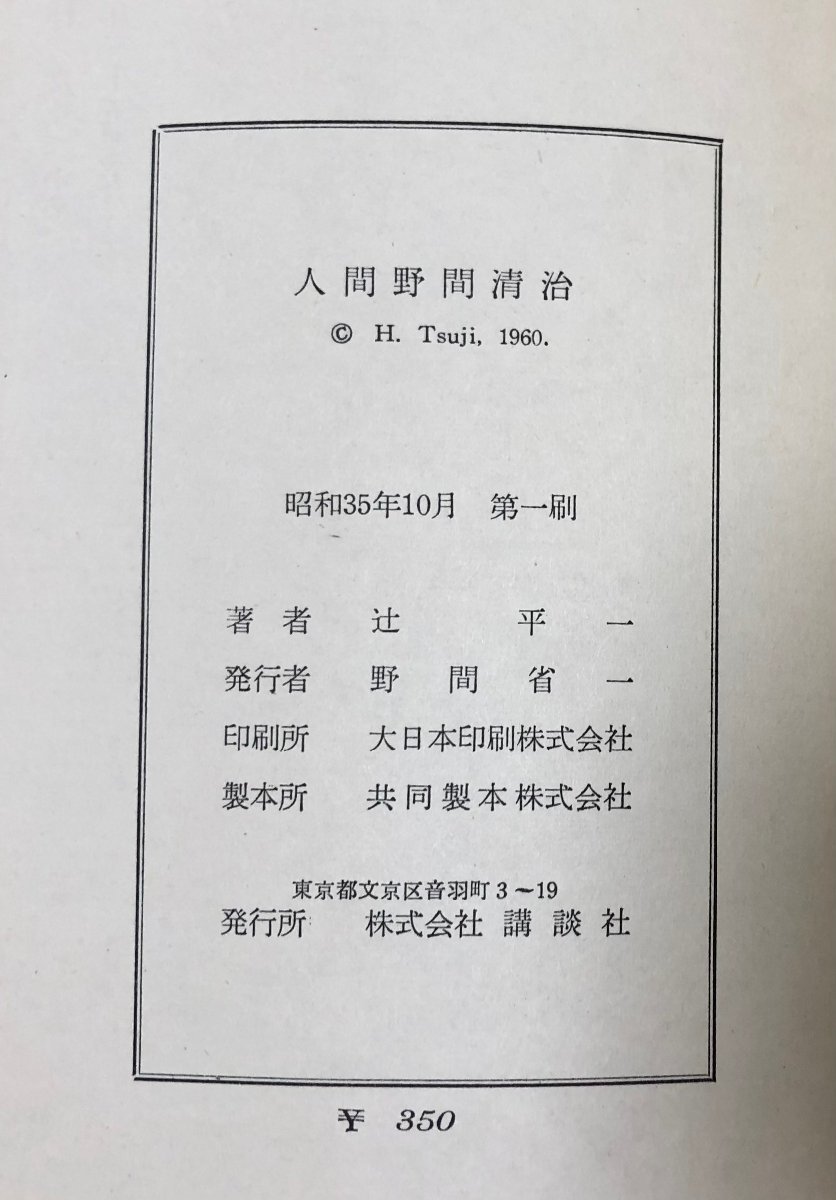 人間野間清治
© H. Tsuji, 1960.
昭和35年10月 第一刷
著者 辻平一
発行者 野間省一
印刷所 大日本印刷株式会社
製本所 共同製本株式会社
東京都文京区音羽町3~19
発行所 株式会社講談社
¥ 350